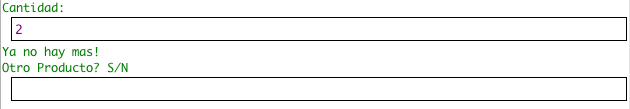 Cantidad:
2
Ya no hay mas!
Otro Producto? S/N